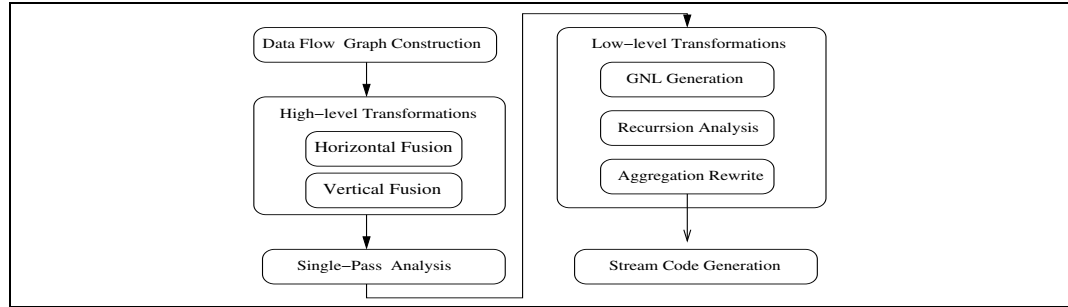 Data Flow Graph Construction
High-level Transformations
Horizontal Fusion
Vertical Fusion
Single-Pass Analysis
Low-level Transformations
GNL Generation
Recurrsion Analysis
Aggregation Rewrite
Stream Code Generation